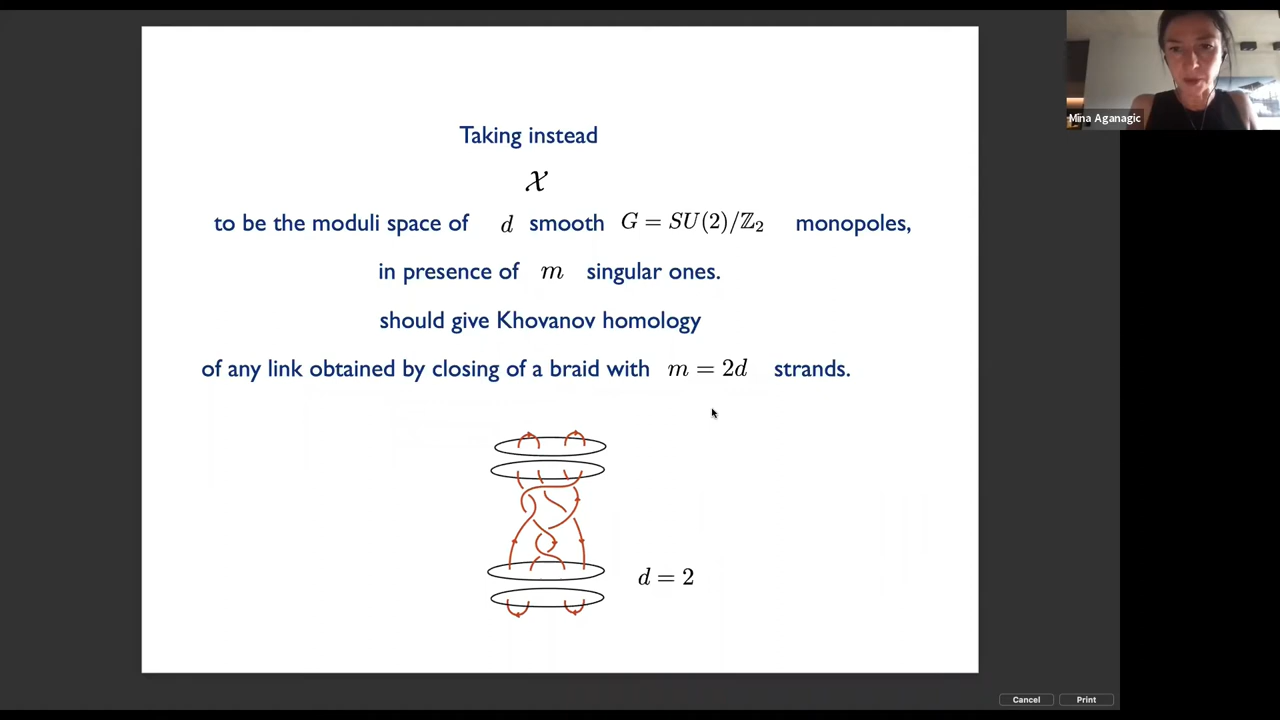 Taking instead
𝒳
to be the moduli space of d smooth G = SU(2)/ℤ₂ monopoles,
in presence of m singular ones.
should give Khovanov homology
of any link obtained by closing of a braid with m = 2d strands.
d = 2
Mina Aganagic
Cancel Print